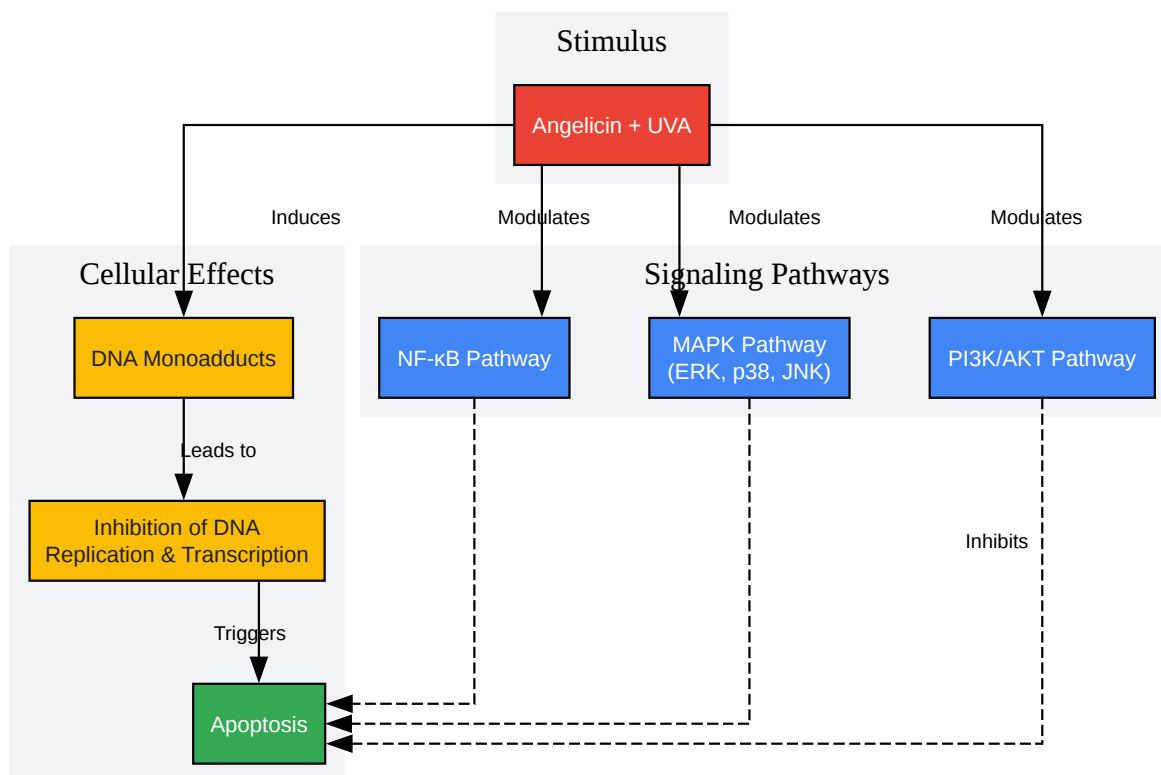 Stimulus
Angelicin + UVA
Induces
Modulates
Modulates
Modulates
Cellular Effects
Signaling Pathways
DNA Monoadducts
NF-κB Pathway
MAPK Pathway
(ERK, p38, JNK)
PI3K/AKT Pathway
Leads to
Inhibition of DNA
Replication & Transcription
Inhibits
Triggers
Apoptosis